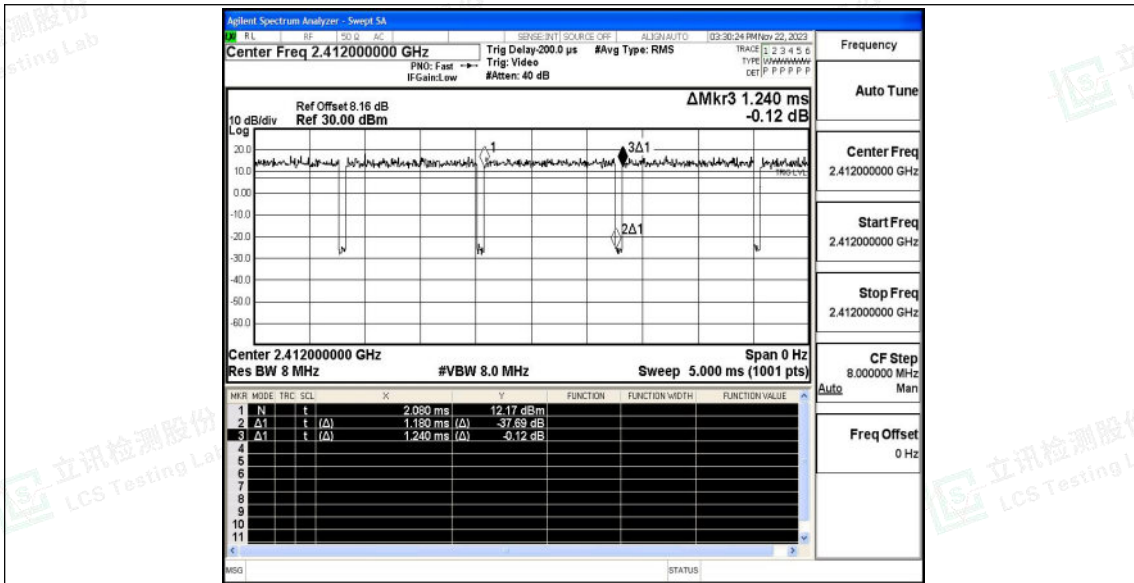 Agilent Spectrum Analyzer - Swept SA
RL RF 50 Ω AC SENSE:INT SOURCE OFF ALIGNAUTO 03:30:24 PM Nov 22, 2023
Center Freq 2.412000000 GHz
PNO: Fast
IFGain:Low
Trig Delay-200.0 µs #Avg Type: RMS
Trig: Video
#Atten: 40 dB
TRACE 1 2 3 4 5 6
TYPE WWWWWW
DET P P P P P P
Ref Offset 8.16 dB
10 dB/div Ref 30.00 dBm
Log
ΔMkr3 1.240 ms
-0.12 dB
20.0
10.0
0.00
-10.0
-20.0
-30.0
-40.0
-50.0
-60.0
1
3Δ1
TRIG LVL
2Δ1
Center 2.412000000 GHz Span 0 Hz
Res BW 8 MHz #VBW 8.0 MHz Sweep 5.000 ms (1001 pts)
MKR MODE TRC SCL X Y FUNCTION FUNCTION WIDTH FUNCTION VALUE
1 N t 2.080 ms 12.17 dBm
2 Δ1 t (Δ) 1.180 ms (Δ) -37.69 dB
3 Δ1 t (Δ) 1.240 ms (Δ) -0.12 dB
4
5
6
7
8
9
10
11
MSG STATUS
Frequency
Auto Tune
Center Freq
2.412000000 GHz
Start Freq
2.412000000 GHz
Stop Freq
2.412000000 GHz
CF Step
8.000000 MHz
Auto Man
Freq Offset
0 Hz
立讯检测股份
LCS Testing Lab
立讯检测股份
LCS Testing L